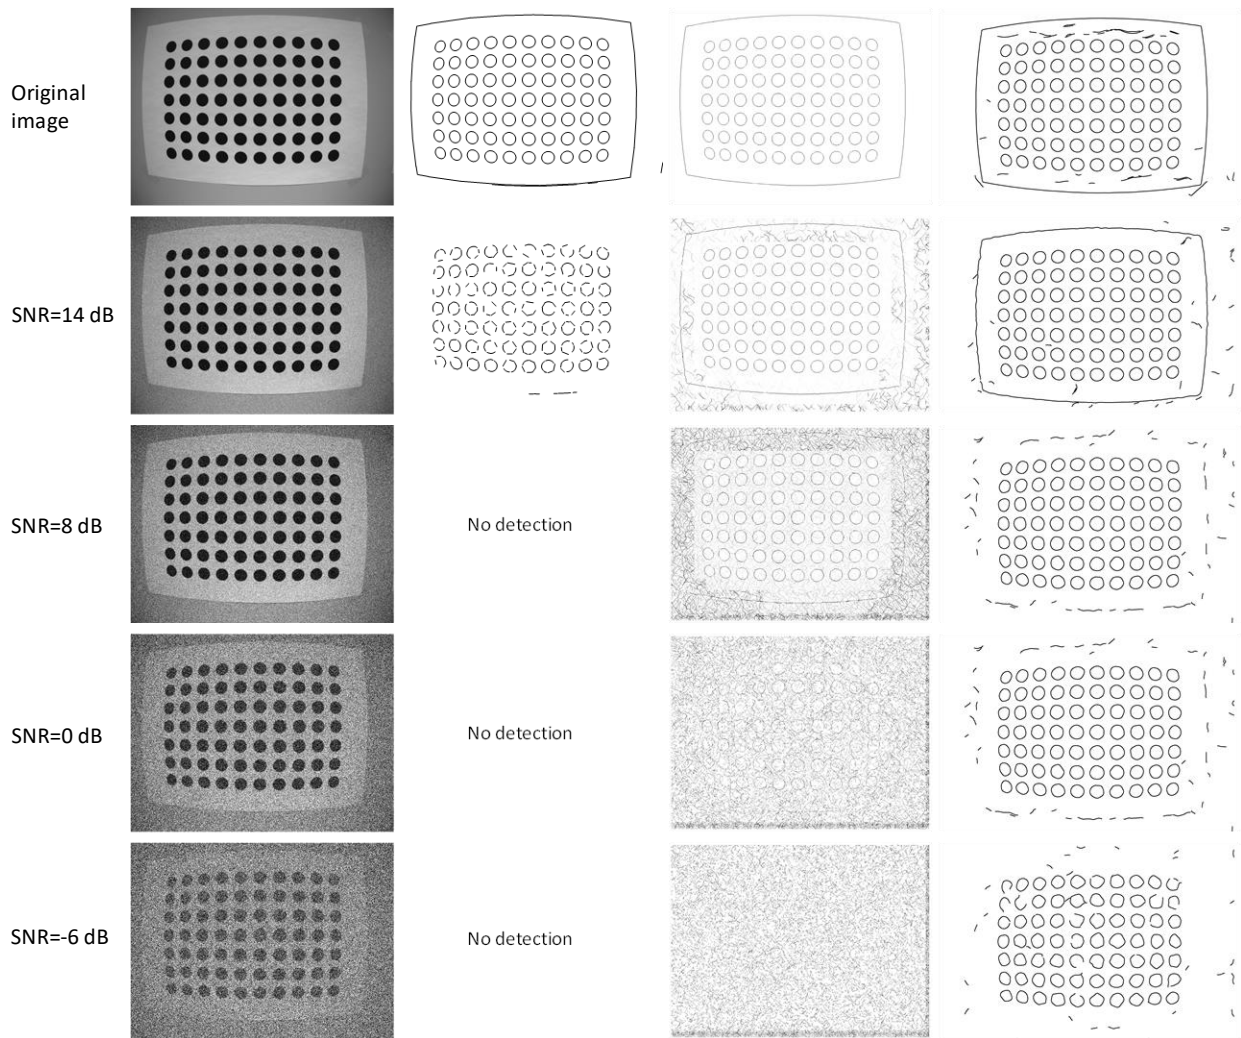 Original
image
SNR=14 dB
SNR=8 dB
No detection
SNR=0 dB
No detection
SNR=-6 dB
No detection